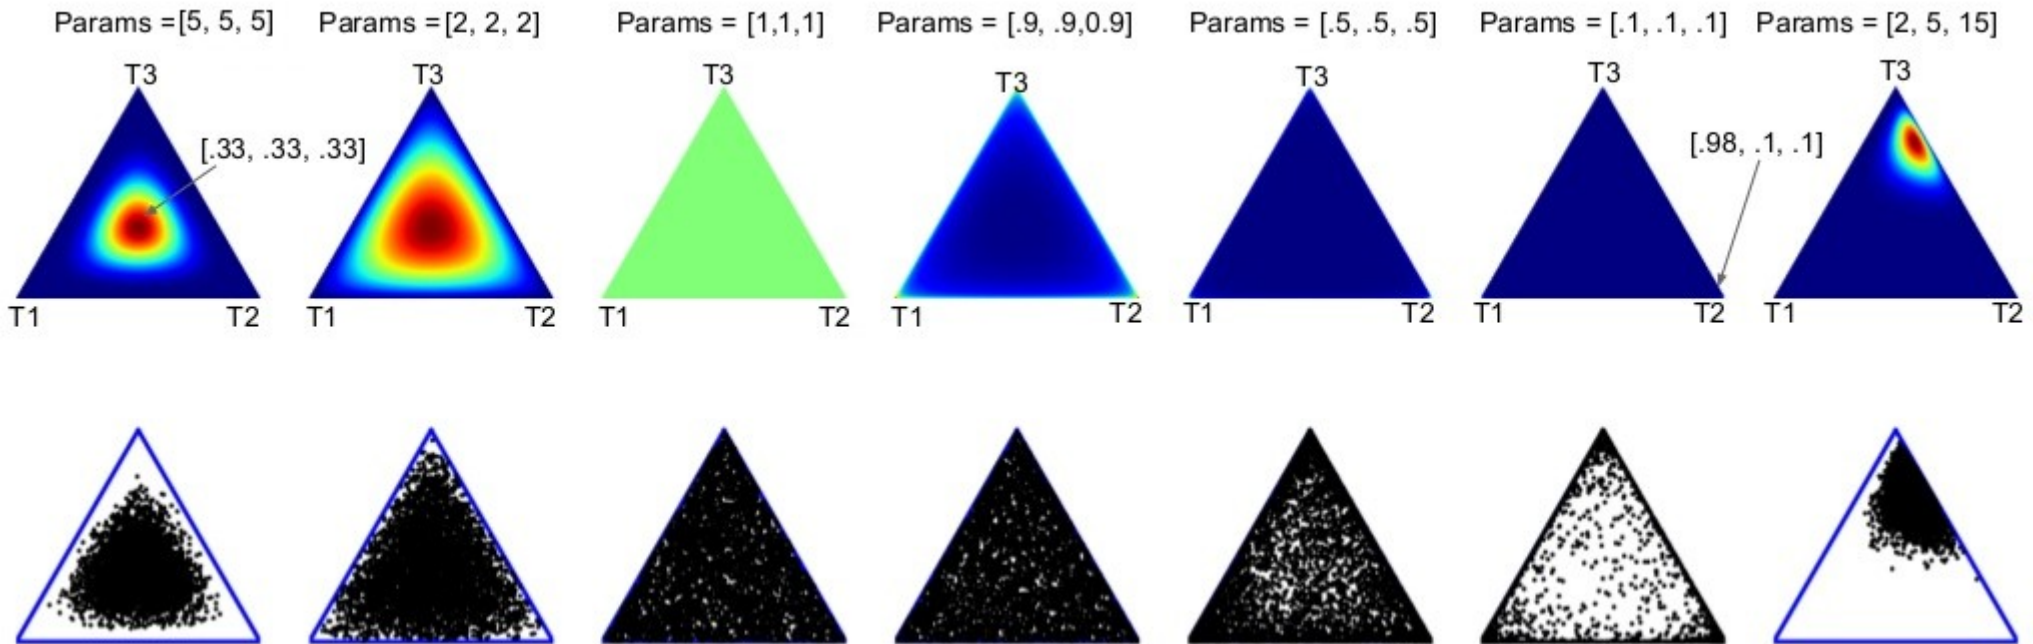 Params =[5, 5, 5] Params =[2, 2, 2] Params = [1,1,1] Params = [.9, .9,0.9] Params = [.5, .5, .5] Params = [.1, .1, .1] Params = [2, 5, 15]
T3 T3 T3 T3 T3 T3 T3
[.33, .33, .33] [.98, .1, .1]
T1 T2 T1 T2 T1 T2 T1 T2 T1 T2 T1 T2 T1 T2